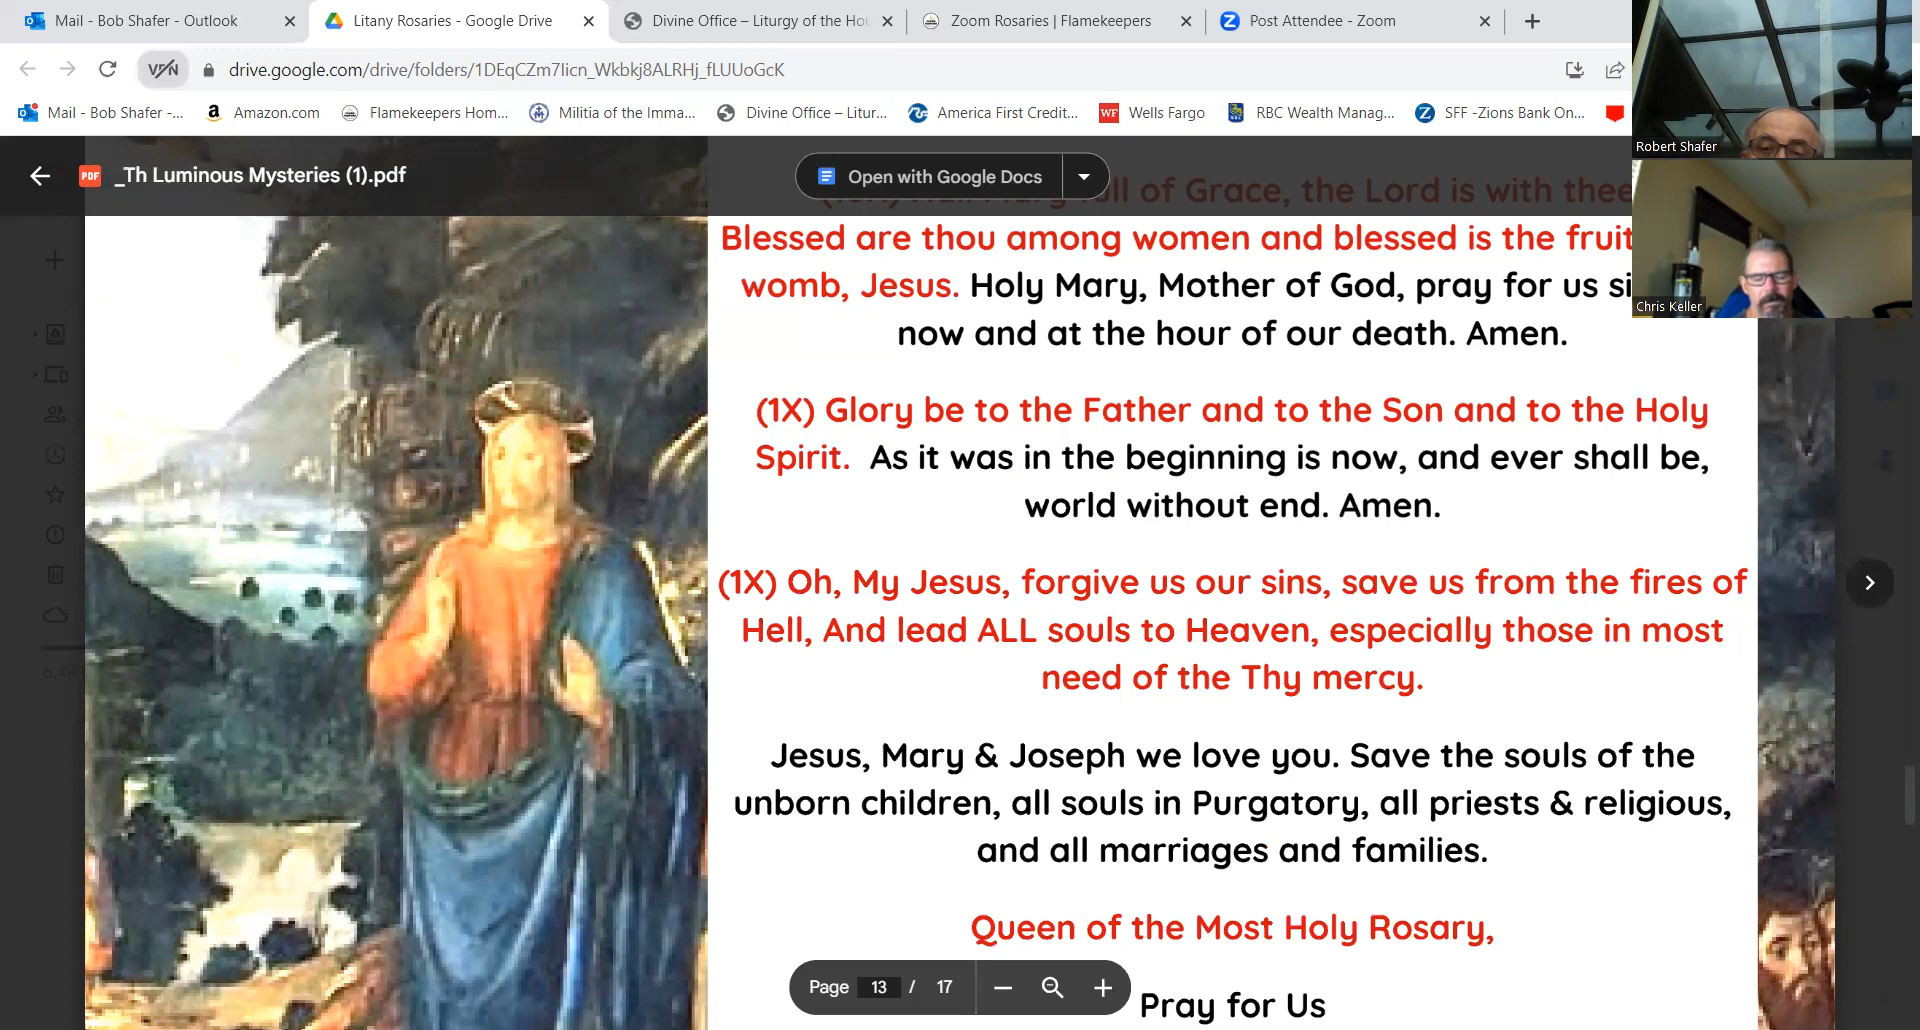 Mail - Bob Shafer - Outlook
Litany Rosaries - Google Drive
Divine Office – Liturgy of the Hou
Zoom Rosaries | Flamekeepers
Post Attendee - Zoom
VPN
drive.google.com/drive/folders/1DEqCZm7Iicn_Wkbkj8ALRHj_fLUUoGcK
Mail - Bob Shafer -...
Amazon.com
Flamekeepers Hom...
Militia of the Imma...
Divine Office – Litur...
America First Credit...
WF Wells Fargo
RBC Wealth Manag...
SFF -Zions Bank On...
Robert Shafer
PDF _Th Luminous Mysteries (1).pdf
Open with Google Docs
of Grace, the Lord is with thee
Blessed are thou among women and blessed is the fruit
womb, Jesus. Holy Mary, Mother of God, pray for us si
Chris Keller
now and at the hour of our death. Amen.
(1X) Glory be to the Father and to the Son and to the Holy
Spirit. As it was in the beginning is now, and ever shall be,
world without end. Amen.
(1X) Oh, My Jesus, forgive us our sins, save us from the fires of
Hell, And lead ALL souls to Heaven, especially those in most
need of the Thy mercy.
Jesus, Mary & Joseph we love you. Save the souls of the
unborn children, all souls in Purgatory, all priests & religious,
and all marriages and families.
Queen of the Most Holy Rosary,
Page 13 / 17
Pray for Us